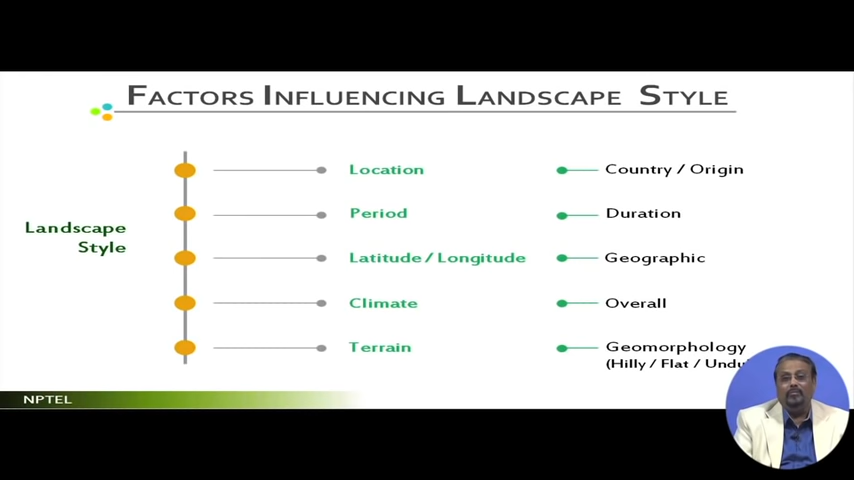 FACTORS INFLUENCING LANDSCAPE STYLE
Landscape
Style
Location
Country / Origin
Period
Duration
Latitude / Longitude
Geographic
Climate
Overall
Terrain
Geomorphology
(Hilly / Flat /
NPTEL